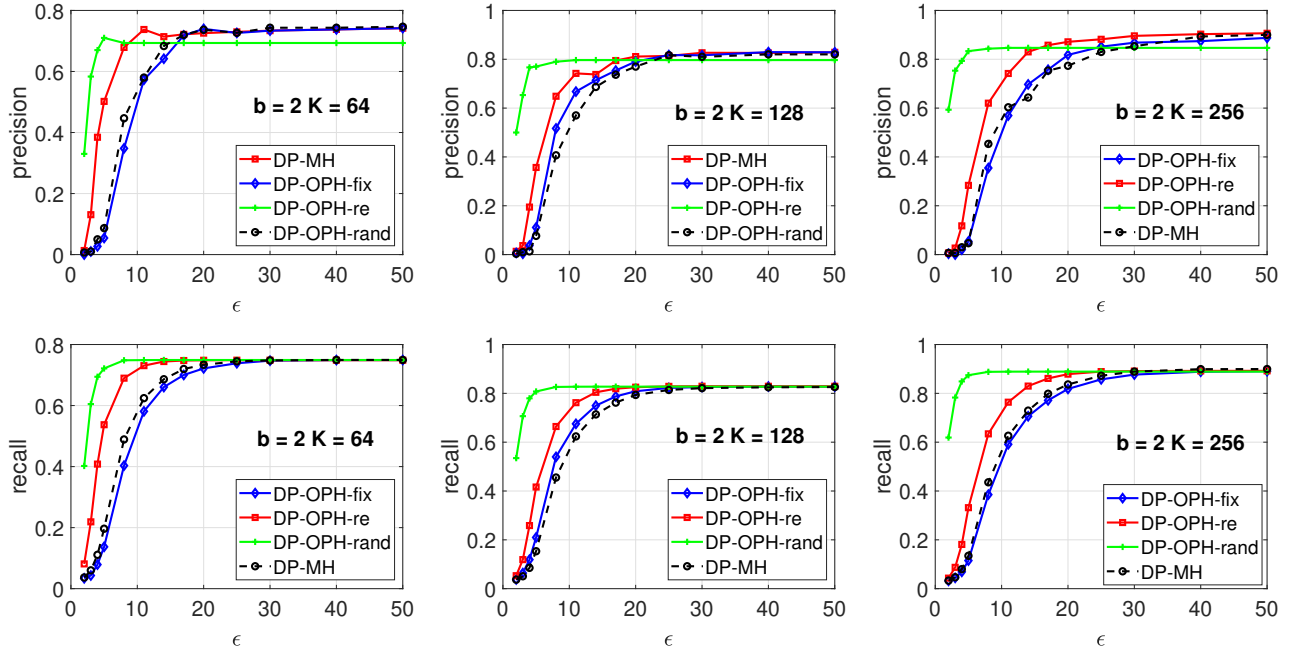 precision
0.8
0.6
0.4
0.2
0
b = 2 K = 64
DP-MH
DP-OPH-fix
DP-OPH-re
DP-OPH-rand
0 10 20 30 40 50
ϵ
precision
1
0.8
0.6
0.4
0.2
0
b = 2 K = 128
DP-MH
DP-OPH-fix
DP-OPH-re
DP-OPH-rand
0 10 20 30 40 50
ϵ
precision
1
0.8
0.6
0.4
0.2
0
b = 2 K = 256
DP-OPH-fix
DP-OPH-re
DP-OPH-rand
DP-MH
0 10 20 30 40 50
ϵ
recall
0.8
0.6
0.4
0.2
0
b = 2 K = 64
DP-OPH-fix
DP-OPH-re
DP-OPH-rand
DP-MH
0 10 20 30 40 50
ϵ
recall
1
0.8
0.6
0.4
0.2
0
b = 2 K = 128
DP-OPH-fix
DP-OPH-re
DP-OPH-rand
DP-MH
0 10 20 30 40 50
ϵ
recall
1
0.8
0.6
0.4
0.2
0
b = 2 K = 256
DP-OPH-fix
DP-OPH-re
DP-OPH-rand
DP-MH
0 10 20 30 40 50
ϵ